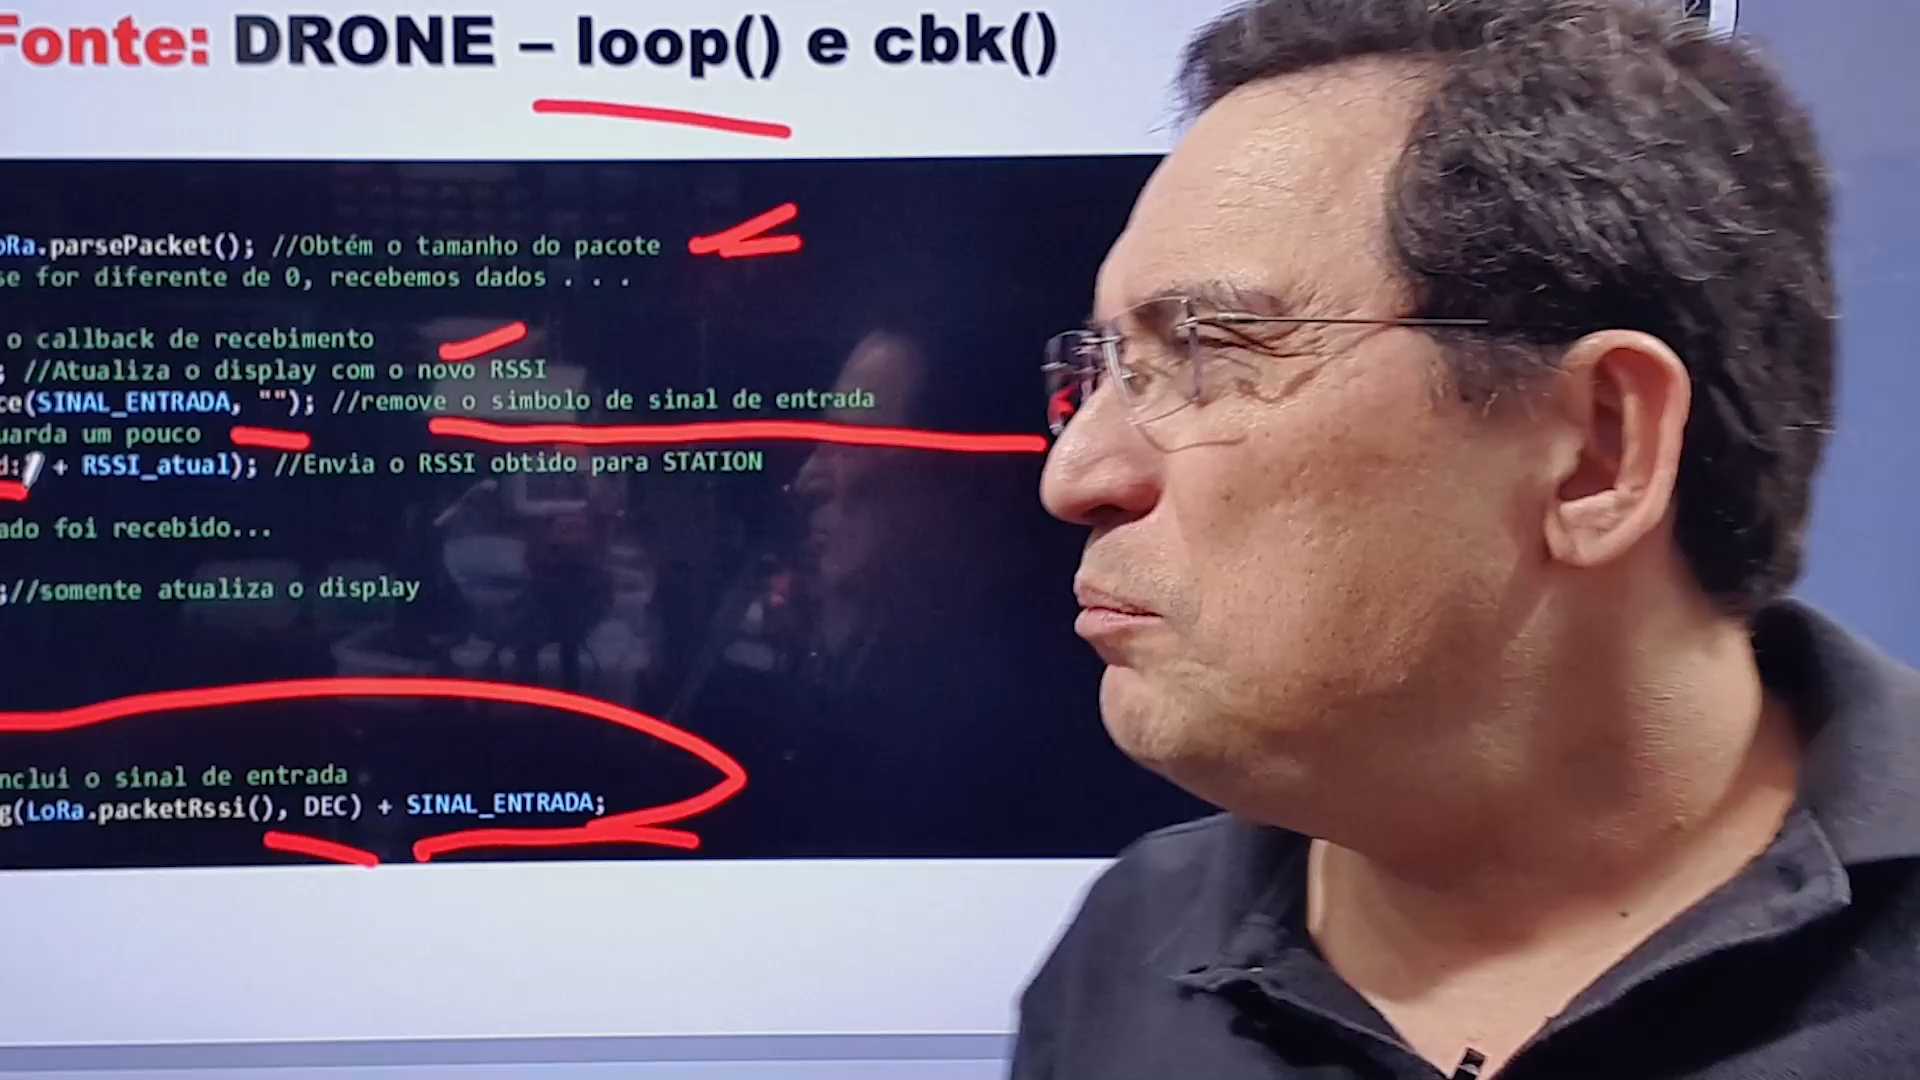 Fonte: DRONE – loop() e cbk()
oRa.parsePacket(); //Obtém o tamanho do pacote
se for diferente de 0, recebemos dados . . .
o callback de recebimento
; //Atualiza o display com o novo RSSI
ce(SINAL_ENTRADA, ""); //remove o simbolo de sinal de entrada
uarda um pouco
d: + RSSI_atual); //Envia o RSSI obtido para STATION
ado foi recebido...
;//somente atualiza o display
nclui o sinal de entrada
g(LoRa.packetRssi(), DEC) + SINAL_ENTRADA;